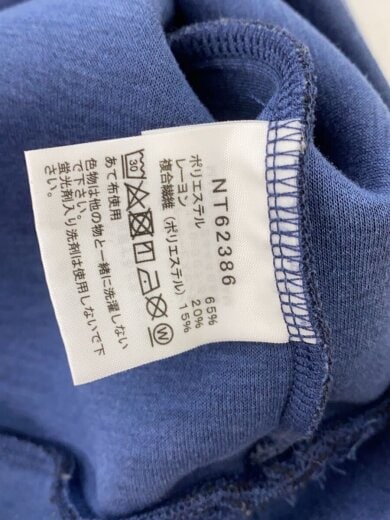 NT62386
ポリエステル 65%
レーヨン 20%
複合繊維(ポリエステル) 15%
30
W
あて布使用
色物は他の物と一緒に洗濯しない
で下さい。
蛍光剤入り洗剤は使用しないで下
さい。